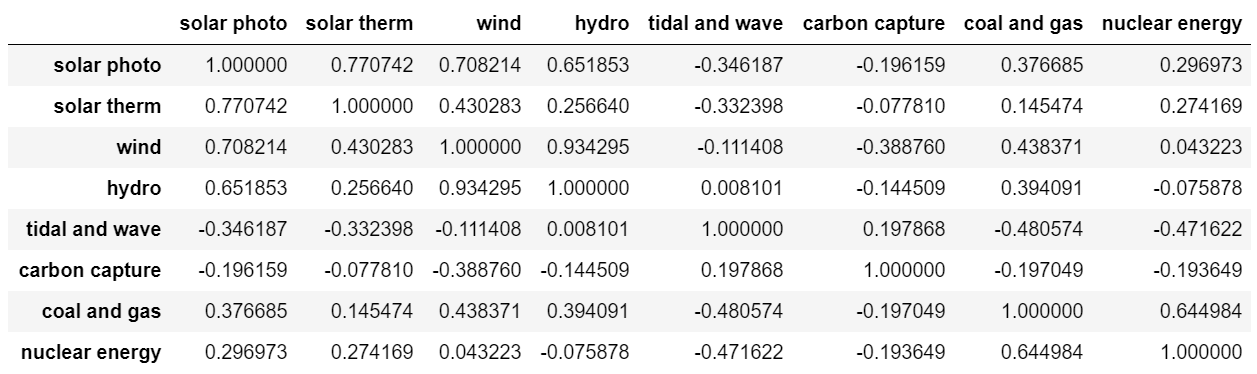 solar photo solar therm wind hydro tidal and wave carbon capture coal and gas nuclear energy
solar photo 1.000000 0.770742 0.708214 0.651853 -0.346187 -0.196159 0.376685 0.296973
solar therm 0.770742 1.000000 0.430283 0.256640 -0.332398 -0.077810 0.145474 0.274169
wind 0.708214 0.430283 1.000000 0.934295 -0.111408 -0.388760 0.438371 0.043223
hydro 0.651853 0.256640 0.934295 1.000000 0.008101 -0.144509 0.394091 -0.075878
tidal and wave -0.346187 -0.332398 -0.111408 0.008101 1.000000 0.197868 -0.480574 -0.471622
carbon capture -0.196159 -0.077810 -0.388760 -0.144509 0.197868 1.000000 -0.197049 -0.193649
coal and gas 0.376685 0.145474 0.438371 0.394091 -0.480574 -0.197049 1.000000 0.644984
nuclear energy 0.296973 0.274169 0.043223 -0.075878 -0.471622 -0.193649 0.644984 1.000000